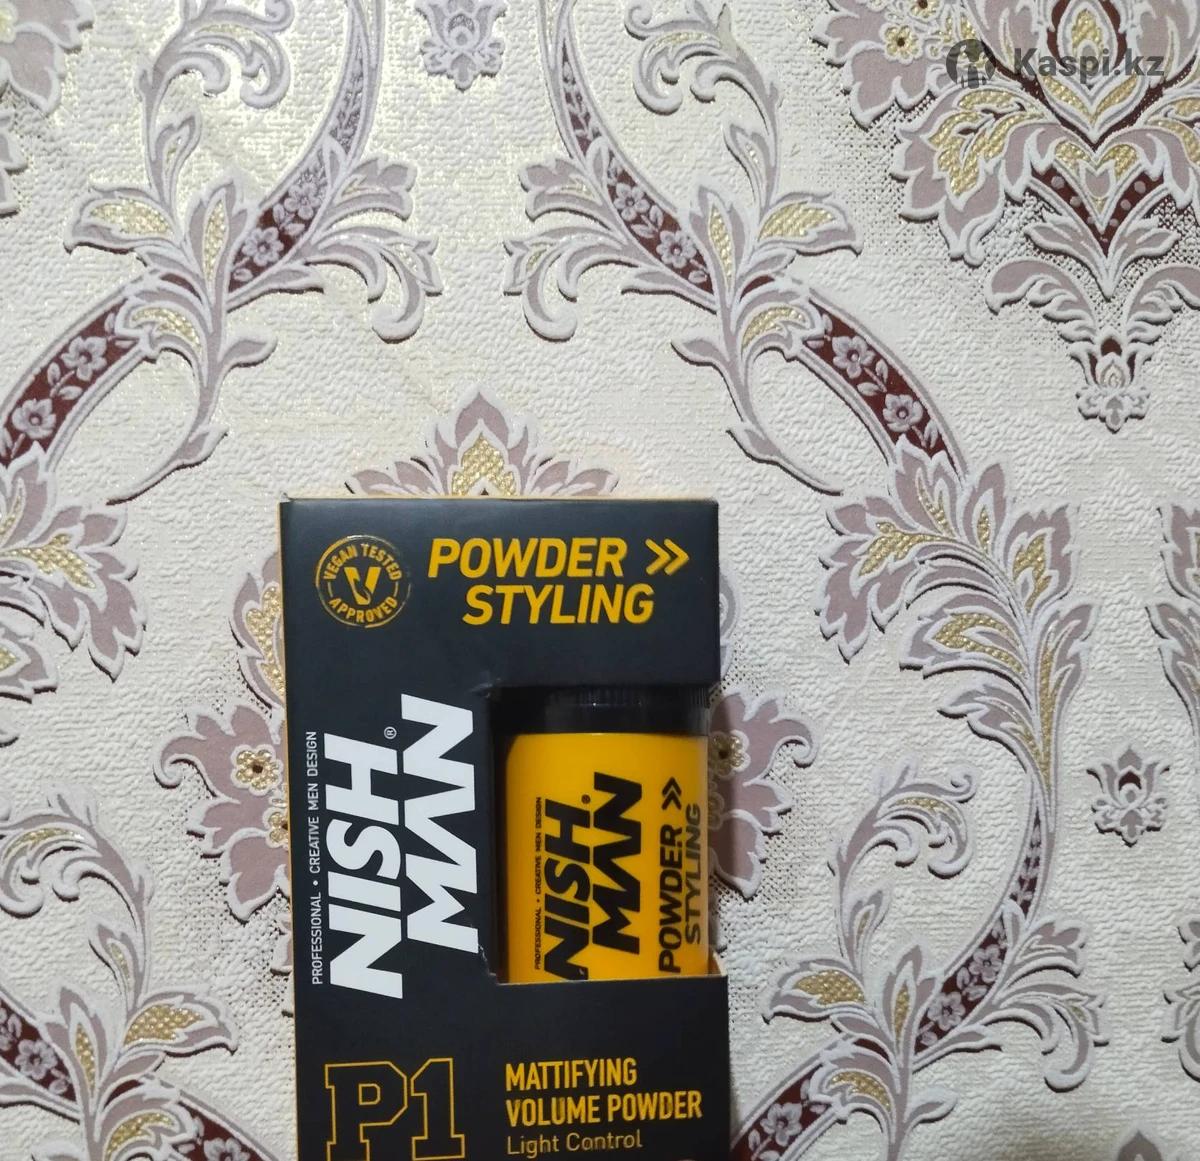 Kaspi.kz
VEGAN TESTED
V
APPROVED
POWDER >>
STYLING
PROFESSIONAL • CREATIVE MEN DESIGN
NISH®
MAN
PROFESSIONAL • CREATIVE MEN DESIGN
NISH®
MAN
POWDER >>
STYLING
P1
MATTIFYING
VOLUME POWDER
Light Control